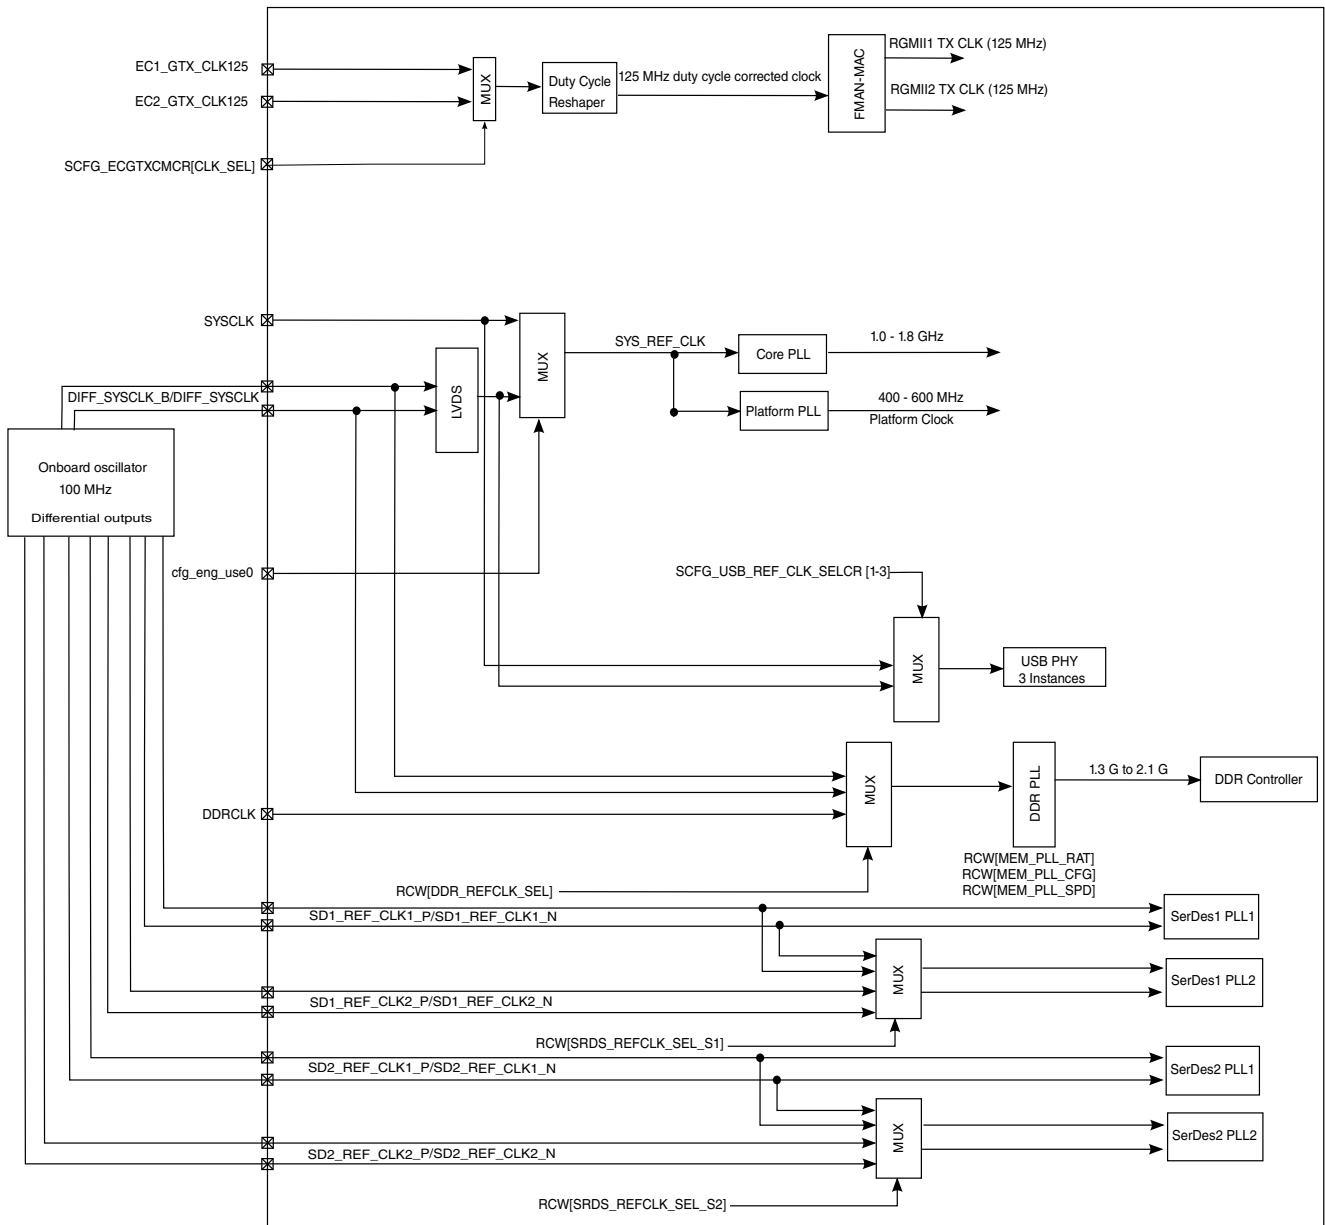 EC1_GTX_CLK125
EC2_GTX_CLK125
SCFG_ECGTXCMCR[CLK_SEL]
MUX
Duty Cycle
Reshaper
125 MHz duty cycle corrected clock
FMAN-MAC
RGMII1 TX CLK (125 MHz)
RGMII2 TX CLK (125 MHz)
SYSCLK
DIFF_SYSCLK_B/DIFF_SYSCLK
LVDS
MUX
SYS_REF_CLK
Core PLL
1.0 - 1.8 GHz
Platform PLL
400 - 600 MHz
Platform Clock
Onboard oscillator
100 MHz
Differential outputs
cfg_eng_use0
SCFG_USB_REF_CLK_SELCR [1-3]
MUX
USB PHY
3 Instances
DDRCLK
MUX
DDR PLL
1.3 G to 2.1 G
DDR Controller
RCW[MEM_PLL_RAT]
RCW[MEM_PLL_CFG]
RCW[MEM_PLL_SPD]
RCW[DDR_REFCLK_SEL]
SD1_REF_CLK1_P/SD1_REF_CLK1_N
SerDes1 PLL1
MUX
SerDes1 PLL2
SD1_REF_CLK2_P/SD1_REF_CLK2_N
RCW[SRDS_REFCLK_SEL_S1]
SD2_REF_CLK1_P/SD2_REF_CLK1_N
SerDes2 PLL1
MUX
SerDes2 PLL2
SD2_REF_CLK2_P/SD2_REF_CLK2_N
RCW[SRDS_REFCLK_SEL_S2]